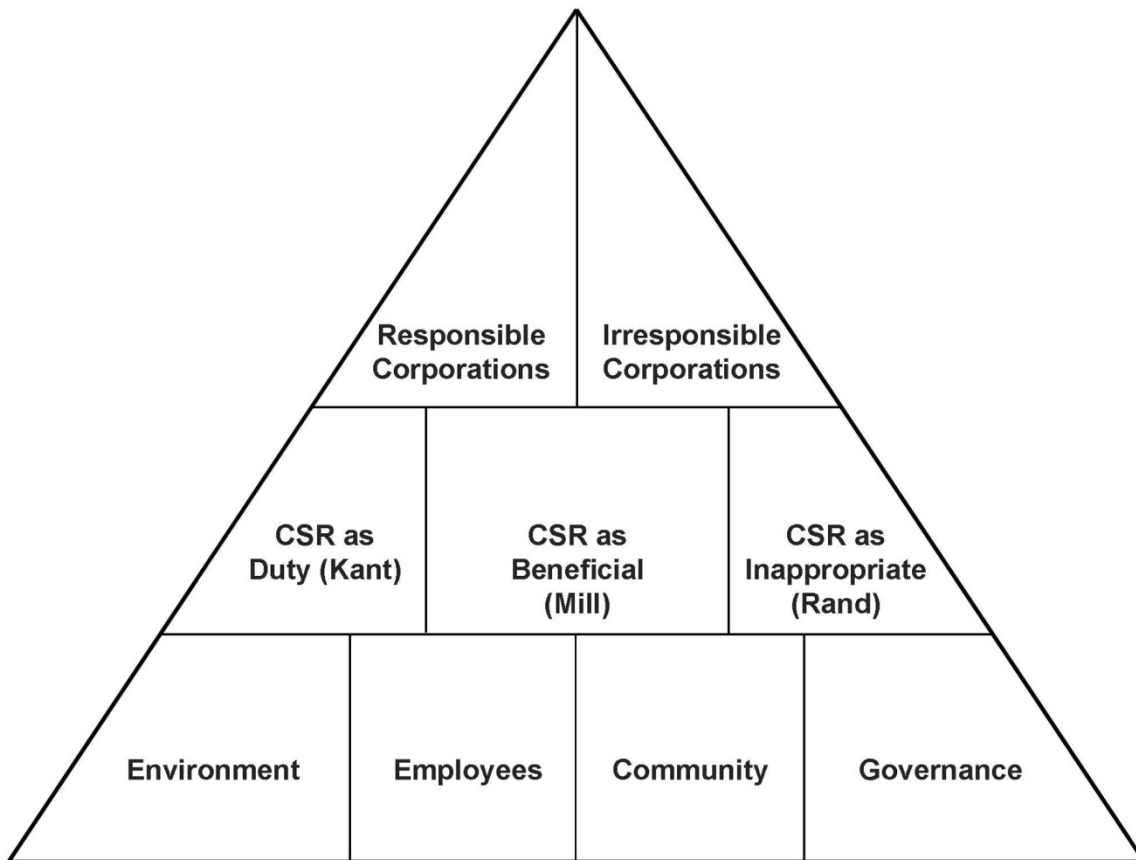 Responsible
Corporations
Irresponsible
Corporations
CSR as
Duty (Kant)
CSR as
Beneficial
(Mill)
CSR as
Inappropriate
(Rand)
Environment
Employees
Community
Governance